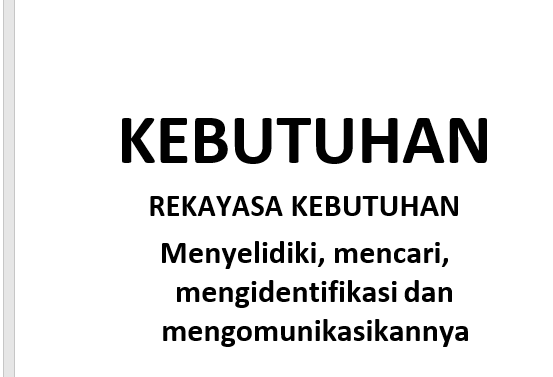 KEBUTUHAN
REKAYASA KEBUTUHAN
Menyelidiki, mencari,
mengidentifikasi dan
mengomunikasikannya